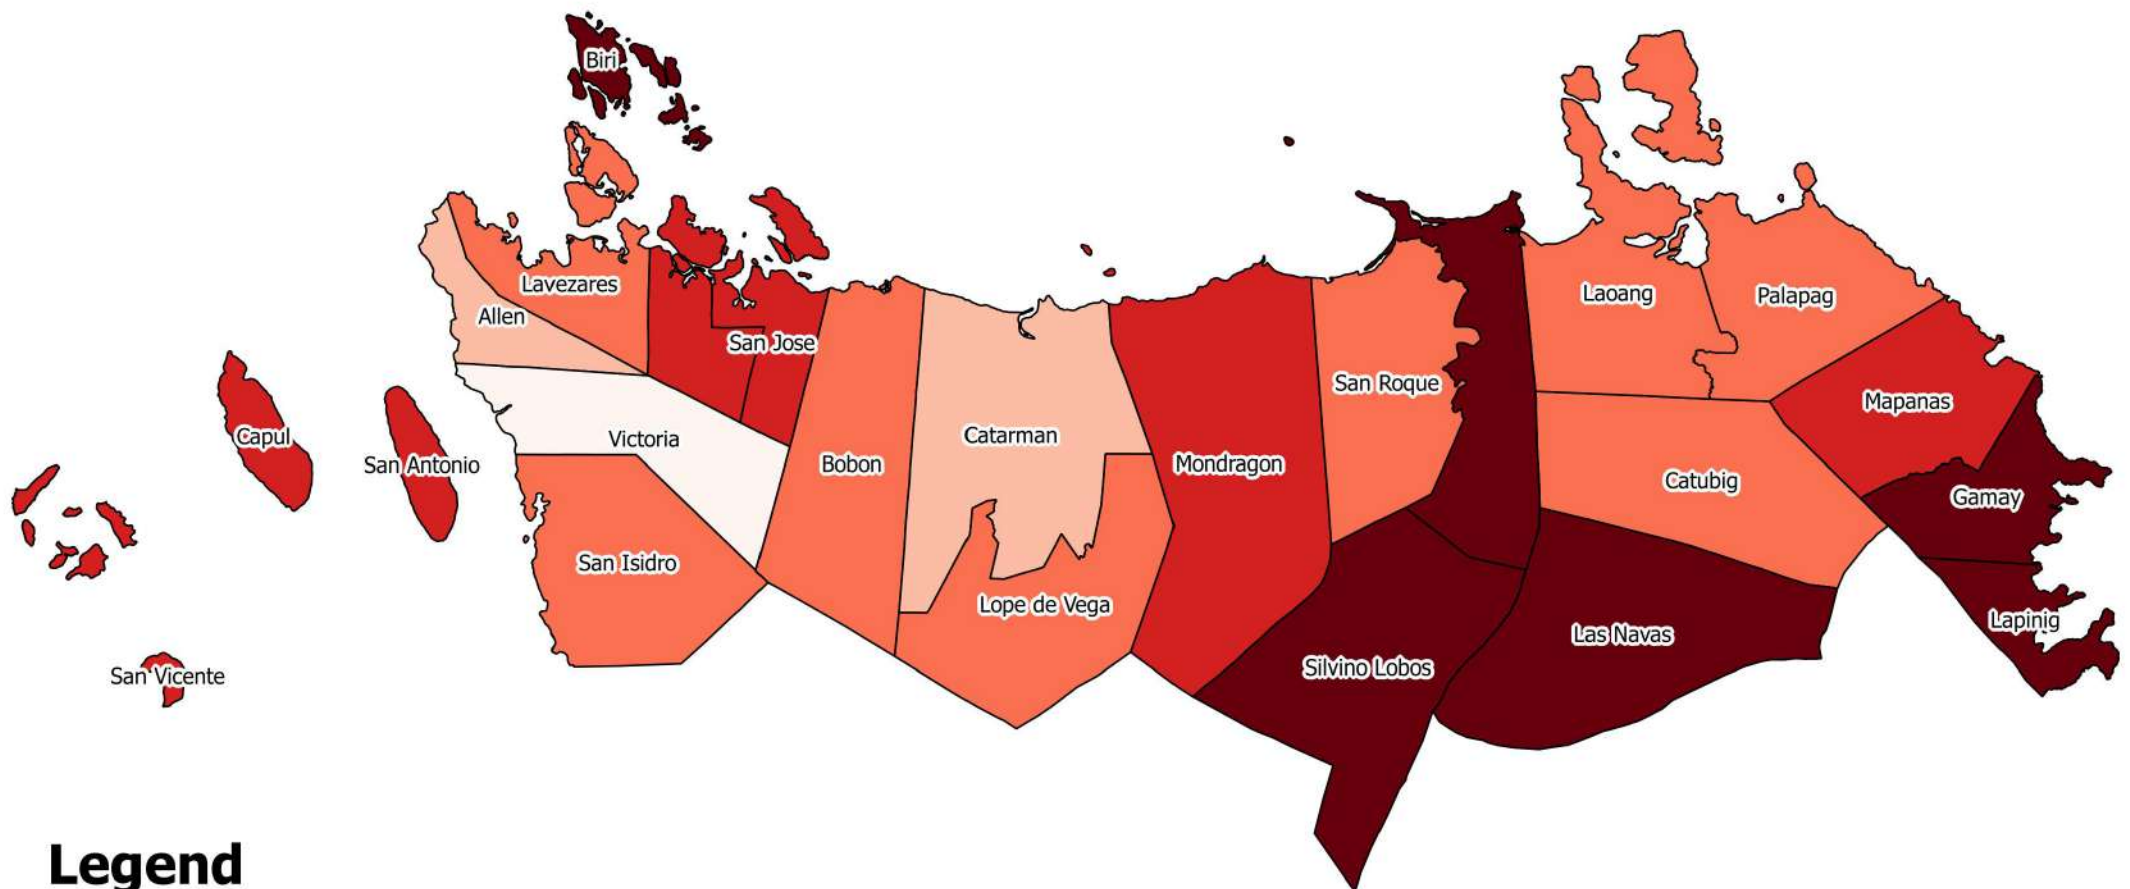 Biri
Lavezares
Allen
San Jose
Laoang
Palapag
San Roque
Mapanas
Capul
San Antonio
Victoria
Bobon
Catarman
Mondragon
Catubig
Gamay
San Isidro
Lope de Vega
Lapinig
Las Navas
Silvino Lobos
San Vicente
Legend